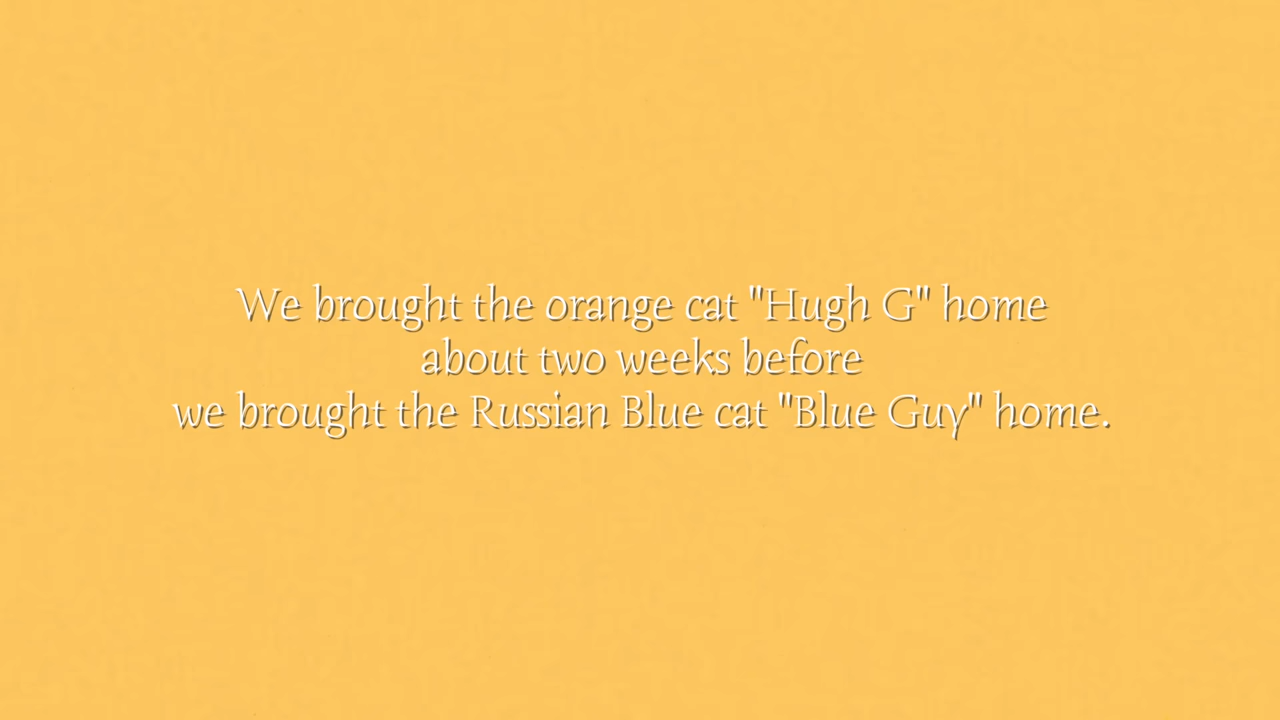 We brought the orange cat "Hugh G" home
about two weeks before
we brought the Russian Blue cat "Blue Guy" home.